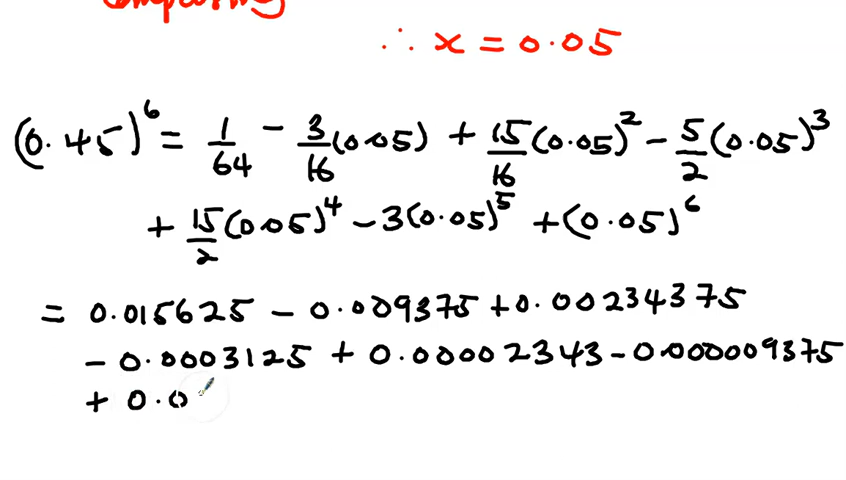 comparing
∴ x = 0.05
(0.45)^6 = 1/64 - 3/16 (0.05) + 15/16 (0.05)^2 - 5/2 (0.05)^3
+ 15/2 (0.05)^4 - 3(0.05)^5 + (0.05)^6
= 0.015625 - 0.009375 + 0.00234375
- 0.0003125 + 0.00002343 - 0.000009375
+ 0.0